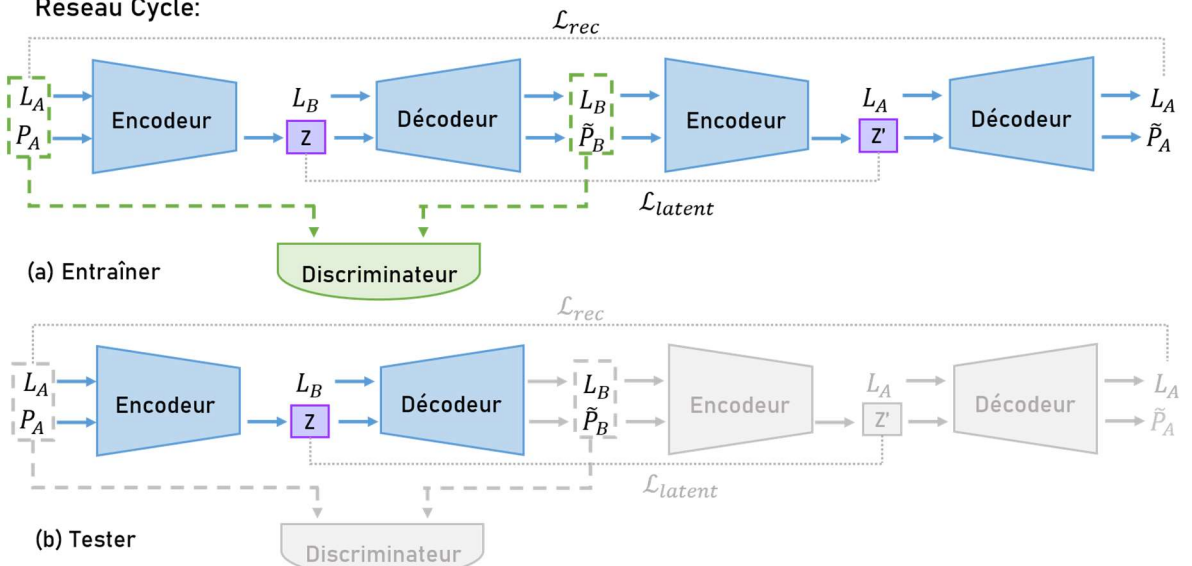 Réseau Cycle:
ℒ_rec
L_A Encodeur L_B Décodeur L_B Encodeur L_A Décodeur L_A
P_A Z P̃_B Z' P̃_A
ℒ_latent
(a) Entraîner
Discriminateur
ℒ_rec
L_A Encodeur L_B Décodeur L_B Encodeur L_A Décodeur L_A
P_A Z P̃_B Z' P̃_A
ℒ_latent
(b) Tester
Discriminateur